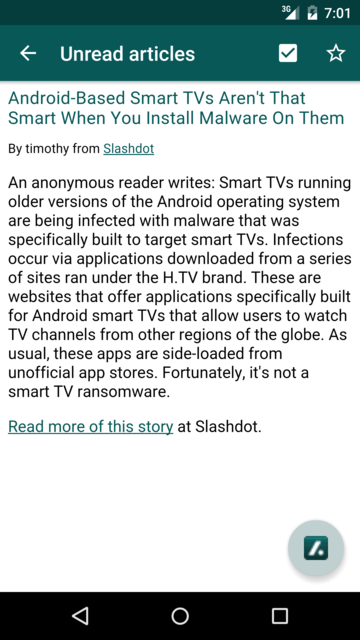 3G 7:01
Unread articles
Android-Based Smart TVs Aren't That
Smart When You Install Malware On Them
By timothy from Slashdot
An anonymous reader writes: Smart TVs running
older versions of the Android operating system
are being infected with malware that was
specifically built to target smart TVs. Infections
occur via applications downloaded from a series
of sites ran under the H.TV brand. These are
websites that offer applications specifically built
for Android smart TVs that allow users to watch
TV channels from other regions of the globe. As
usual, these apps are side-loaded from
unofficial app stores. Fortunately, it's not a
smart TV ransomware.
Read more of this story at Slashdot.